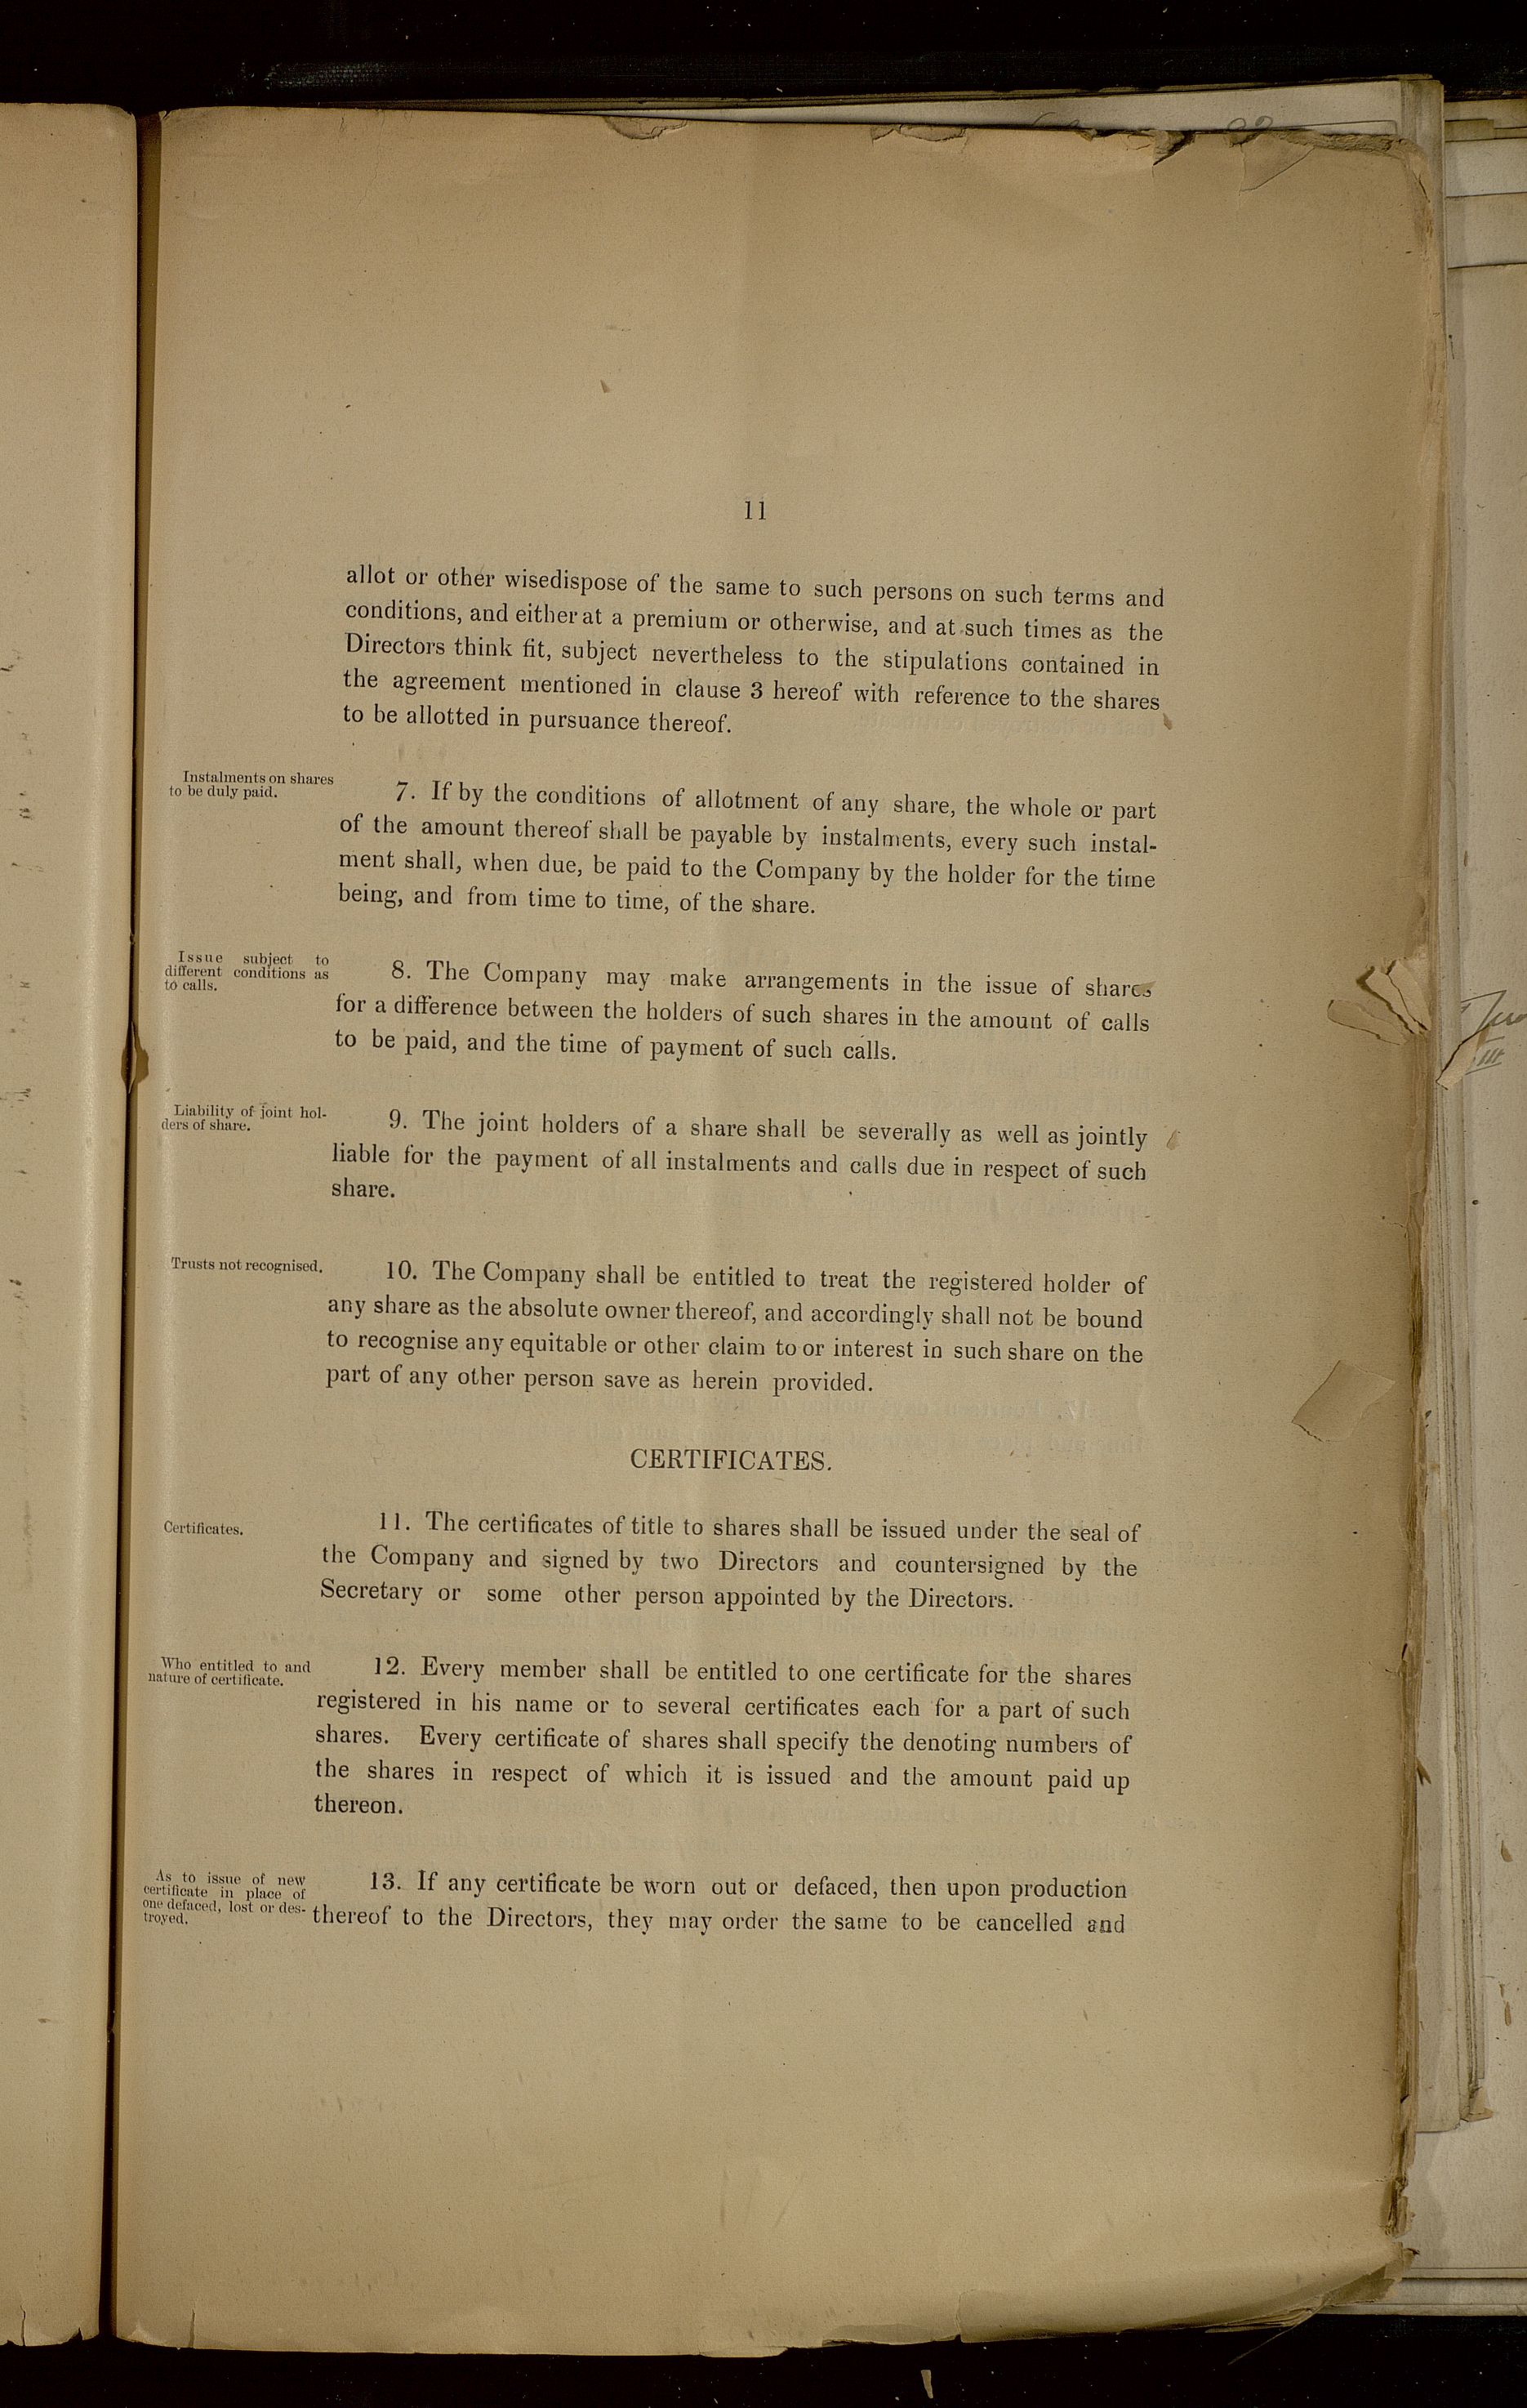 11
allot or other wisedispose of the same to such persons on such terms and
conditions, and either at a premium or otherwise, and at such times as the
Directors think fit, subject nevertheless to the stipulations contained in
the agreement mentioned in clause 3 hereof with reference to the shares
to be allotted in pursuance thereof.
Instalments on shares
to be duly paid.
7. If by the conditions of allotment of any share, the whole or part
of the amount thereof shall be payable by instalments, every such instal-
ment shall, when due, be paid to the Company by the holder for the time
being, and from time to time, of the share.
Issue subject to
different conditions as
to calls.
8. The Company may make arrangements in the issue of shares
for a difference between the holders of such shares in the amount of calls
to be paid, and the time of payment of such calls.
Liability of joint hol-
ders of share.
9. The joint holders of a share shall be severally as well as jointly
liable for the payment of all instalments and calls due in respect of such
share.
Trusts not recognised.
10. The Company shall be entitled to treat the registered holder of
any share as the absolute owner thereof, and accordingly shall not be bound
to recognise any equitable or other claim to or interest in such share on the
part of any other person save as herein provided.
CERTIFICATES.
Certificates.
11. The certificates of title to shares shall be issued under the seal of
the Company and signed by two Directors and countersigned by the
Secretary or some other person appointed by the Directors.
Who entitled to and
nature of certificate.
12. Every member shall be entitled to one certificate for the shares
registered in his name or to several certificates each for a part of such
shares. Every certificate of shares shall specify the denoting numbers of
the shares in respect of which it is issued and the amount paid up
thereon.
As to issue of new
certificate in place of
one defaced, lost or des-
troyed.
13. If any certificate be worn out or defaced, then upon production
thereof to the Directors, they may order the same to be cancelled and